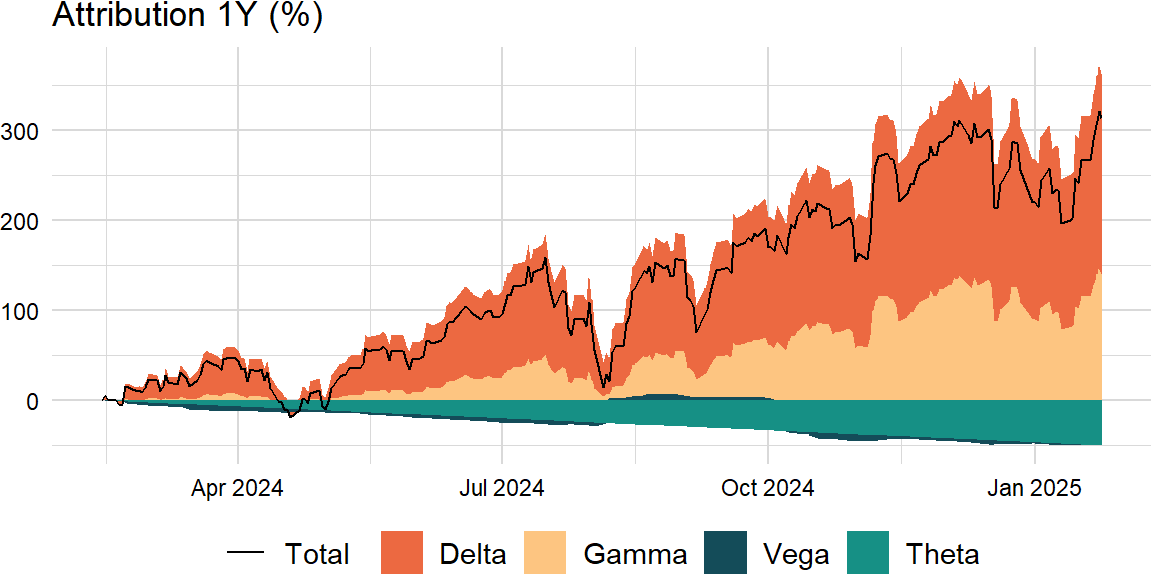 Attribution 1Y (%)
300
200
100
0
Apr 2024 Jul 2024 Oct 2024 Jan 2025
Total Delta Gamma Vega Theta